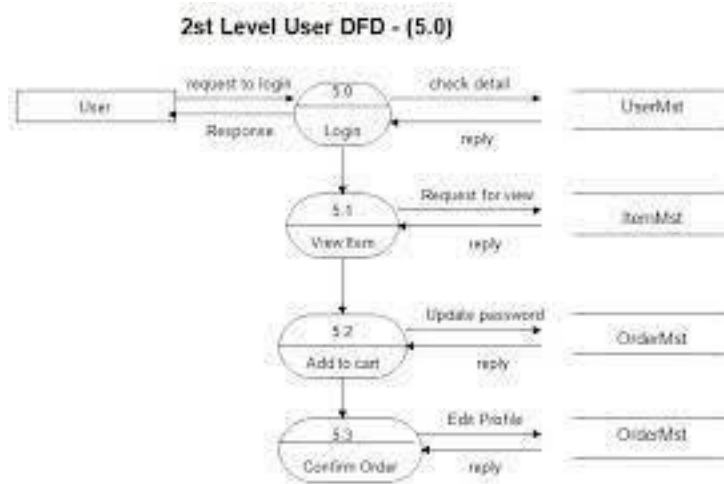 2st Level User DFD - (5.0)
request to login
5.0
check detail
User
UserMst
Response
Login
reply
5.1
Request for view
ItemMst
View Item
reply
5.2
Update password
OrderMst
Add to cart
reply
5.3
Edit Profile
OrderMst
Confirm Order
reply